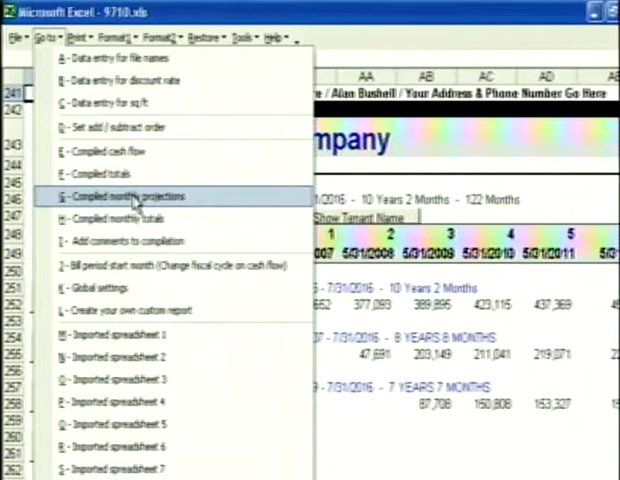 Microsoft Excel - 9710.xls
File Go to Print Format1 Format2 Restore Tools Help
A - Data entry for file names
B - Data entry for discount rate
C - Data entry for sq/ft
D - Set add / subtract order
E - Compiled cash flow
F - Compiled totals
G - Compiled monthly projections
H - Compiled monthly totals
I - Add comments to compilation
J - Bill period start month (Change fiscal cycle on cash flow)
K - Global settings
L - Create your own custom report
M - Imported spreadsheet 1
N - Imported spreadsheet 2
O - Imported spreadsheet 3
P - Imported spreadsheet 4
Q - Imported spreadsheet 5
R - Imported spreadsheet 6
S - Imported spreadsheet 7
AA AB AC AD
241 / Alan Bushell / Your Address & Phone Number Go Here
242
243 mpany
244
245
246 /2016 - 10 Years 2 Months - 122 Months
247 Show Tenant Name
248 1 2 3 4 5
249 007 5/31/2008 5/31/2009 5/31/2010 5/31/2011
250
251 - 7/31/2016 - 10 Years 2 Months
252 652 377,093 389,895 423,115 437,369
253
254 07 - 7/31/2016 - 8 YEARS 8 MONTHS
255 47,691 203,149 211,041 219,071
256
257 - 7/31/2016 - 7 YEARS 7 MONTHS
258 87,708 150,808 153,327
259
260
261
262